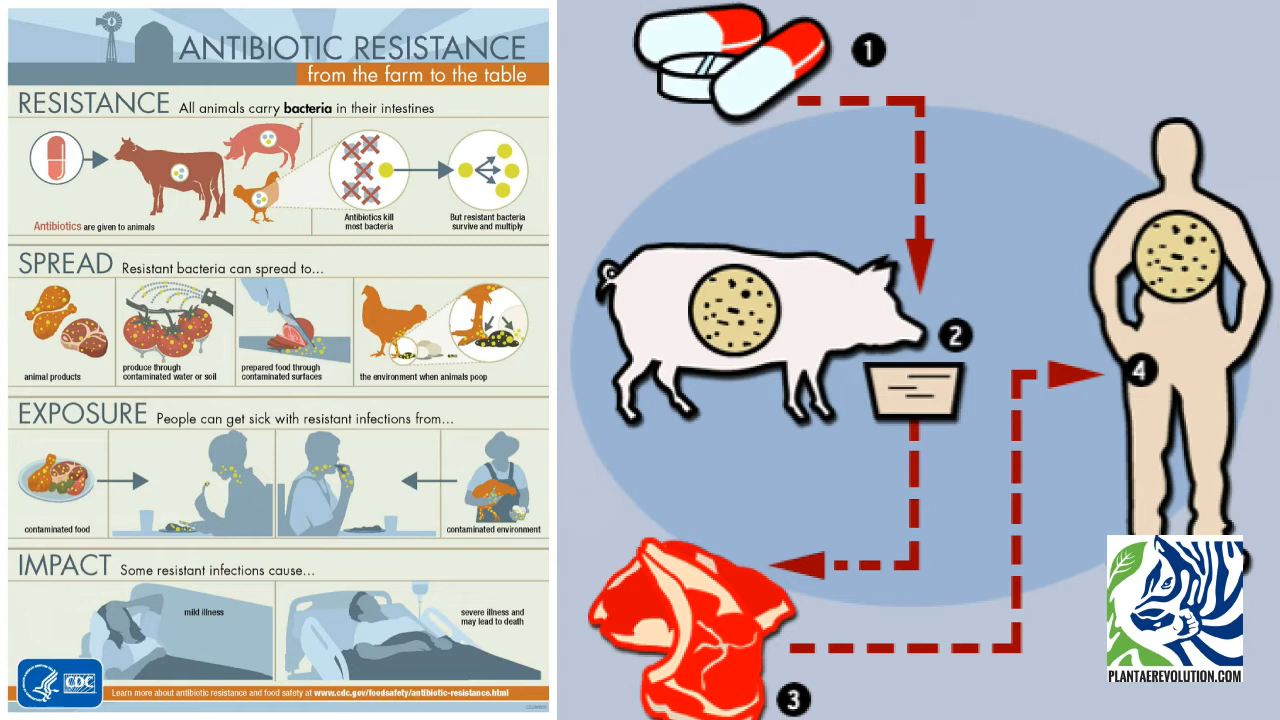 ANTIBIOTIC RESISTANCE
from the farm to the table
RESISTANCE All animals carry bacteria in their intestines
Antibiotics are given to animals
Antibiotics kill
most bacteria
But resistant bacteria
survive and multiply
SPREAD Resistant bacteria can spread to...
animal products
produce through
contaminated water or soil
prepared food through
contaminated surfaces
the environment when animals poop
EXPOSURE People can get sick with resistant infections from...
contaminated food
contaminated environment
IMPACT Some resistant infections cause...
mild illness
severe illness and
may lead to death
CDC
Learn more about antibiotic resistance and food safety at www.cdc.gov/foodsafety/antibiotic-resistance.html
1
2
4
3
PLANTAEREVOLUTION.COM